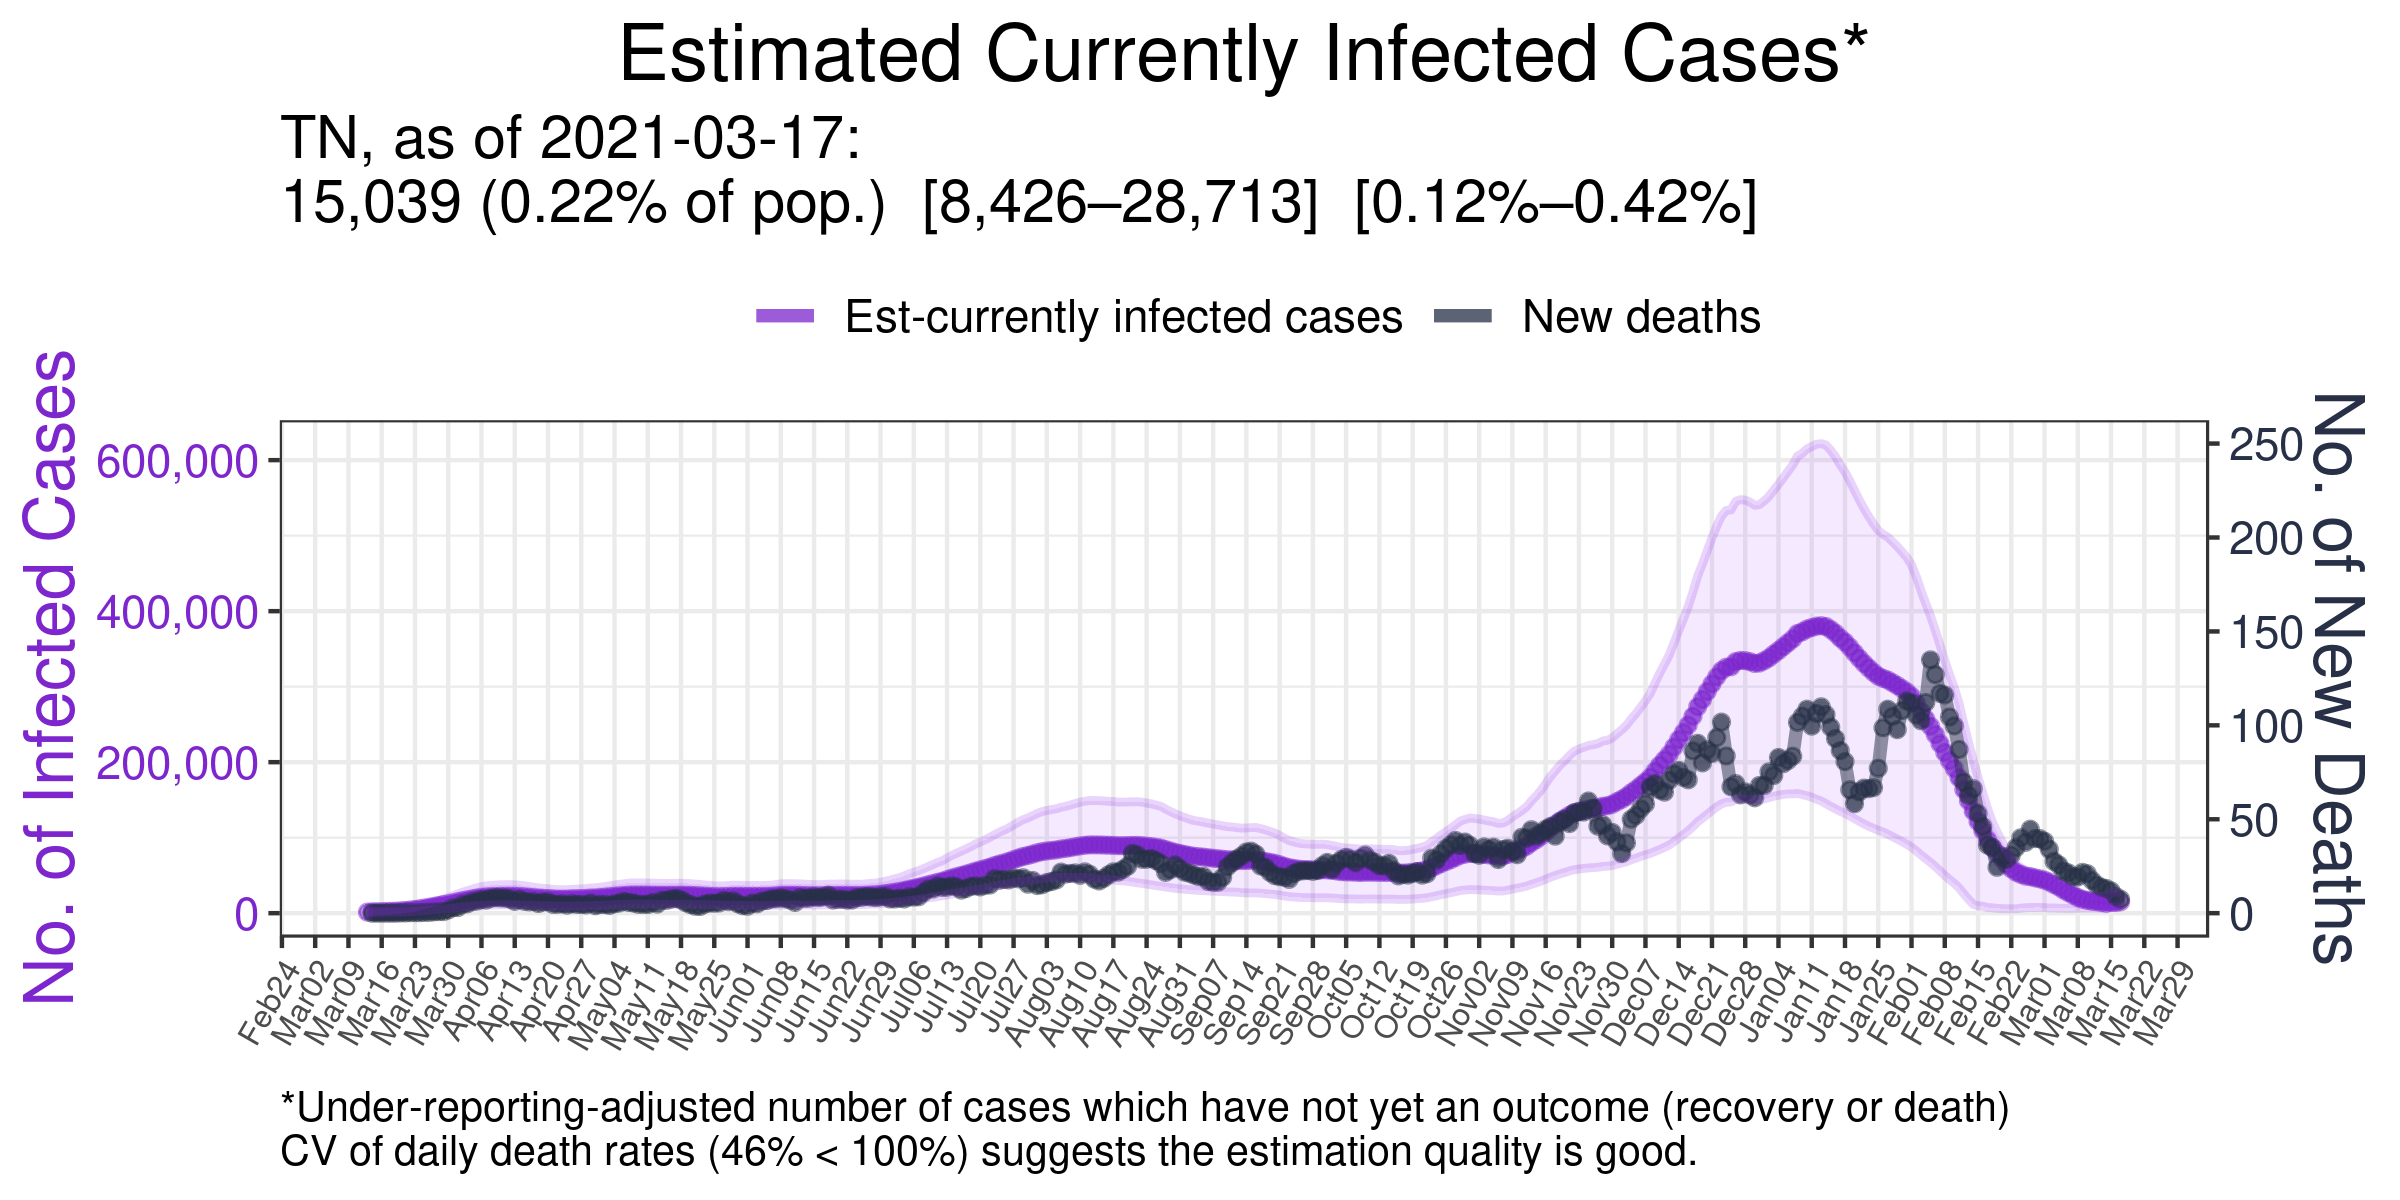 Estimated Currently Infected Cases*
TN, as of 2021-03-17:
15,039 (0.22% of pop.) [8,426–28,713] [0.12%–0.42%]
Est-currently infected cases
New deaths
No. of Infected Cases
600,000
400,000
200,000
0
250
200
150
100
50
0
No. of New Deaths
Feb24
Mar02
Mar09
Mar16
Mar23
Mar30
Apr06
Apr13
Apr20
Apr27
May04
May11
May18
May25
Jun01
Jun08
Jun15
Jun22
Jun29
Jul06
Jul13
Jul20
Jul27
Aug03
Aug10
Aug17
Aug24
Aug31
Sep07
Sep14
Sep21
Sep28
Oct05
Oct12
Oct19
Oct26
Nov02
Nov09
Nov16
Nov23
Nov30
Dec07
Dec14
Dec21
Dec28
Jan04
Jan11
Jan18
Jan25
Feb01
Feb08
Feb15
Feb22
Mar01
Mar08
Mar15
Mar22
Mar29
*Under-reporting-adjusted number of cases which have not yet an outcome (recovery or death)
CV of daily death rates (46% < 100%) suggests the estimation quality is good.